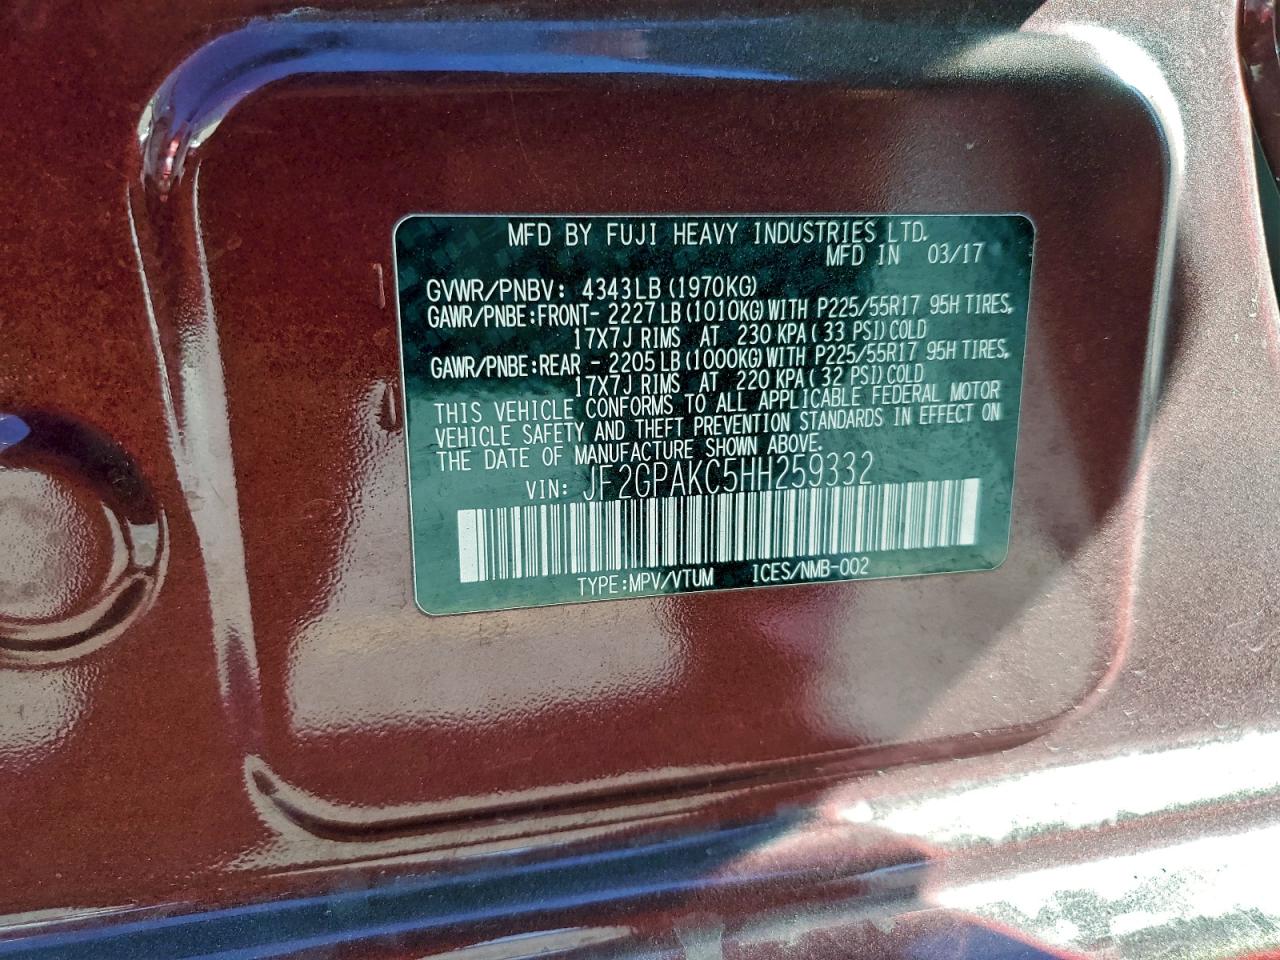 MFD BY FUJI HEAVY INDUSTRIES LTD.
MFD IN 03/17
GVWR/PNBV: 4343LB (1970KG)
GAWR/PNBE:FRONT- 2227LB (1010KG) WITH P225/55R17 95H TIRES,
17X7J RIMS AT 230 KPA ( 33 PSI) COLD
GAWR/PNBE:REAR - 2205LB (1000KG) WITH P225/55R17 95H TIRES,
17X7J RIMS AT 220 KPA ( 32 PSI) COLD
THIS VEHICLE CONFORMS TO ALL APPLICABLE FEDERAL MOTOR
VEHICLE SAFETY AND THEFT PREVENTION STANDARDS IN EFFECT ON
THE DATE OF MANUFACTURE SHOWN ABOVE.
VIN: JF2GPAKC5HH259332
TYPE:MPV/VTUM ICES/NMB-002